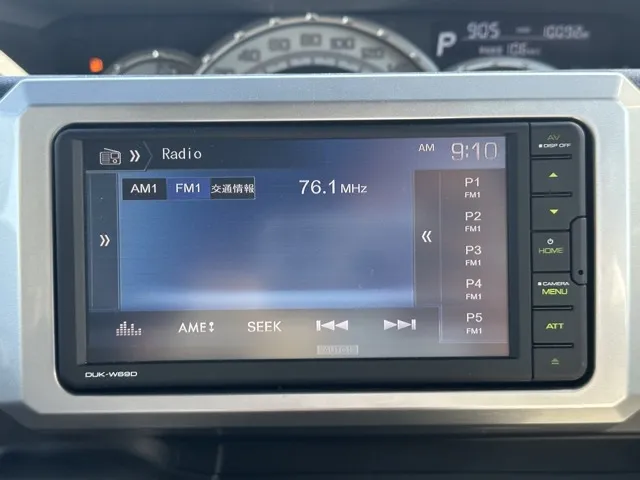 P 905
Radio AM 9:10
AM1 FM1 交通情報 76.1 MHz
P1
FM1
P2
FM1
P3
FM1
P4
FM1
P5
FM1
AME SEEK
AV
DISP OFF
HOME
CAMERA
MENU
ATT
DUK-W69D